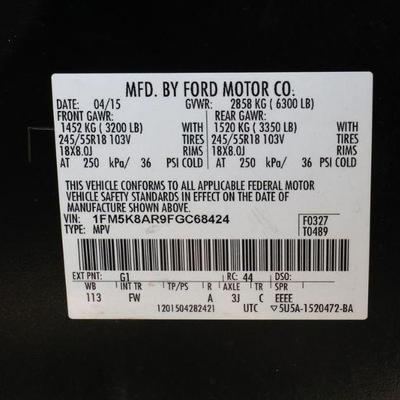 MFD. BY FORD MOTOR CO.
DATE: 04/15 GVWR: 2858 KG ( 6300 LB)
FRONT GAWR: REAR GAWR:
1452 KG ( 3200 LB) WITH 1520 KG ( 3350 LB) WITH
245/55R18 103V TIRES 245/55R18 103V TIRES
18X8.0J RIMS 18X8.0J RIMS
AT 250 kPa/ 36 PSI COLD AT 250 kPa/ 36 PSI COLD
THIS VEHICLE CONFORMS TO ALL APPLICABLE FEDERAL MOTOR
VEHICLE SAFETY AND THEFT PREVENTION STANDARDS IN EFFECT ON THE DATE OF
MANUFACTURE SHOWN ABOVE.
VIN: 1FM5K8AR9FGC68424 F0327
TYPE: MPV T0489
EXT PNT: G1 RC: 44 DSO:
WB INT TR TP/PS R AXLE TR SPR
113 FW A 3J C EEEE
1201504282421 UTC ▽5U5A-1520472-BA